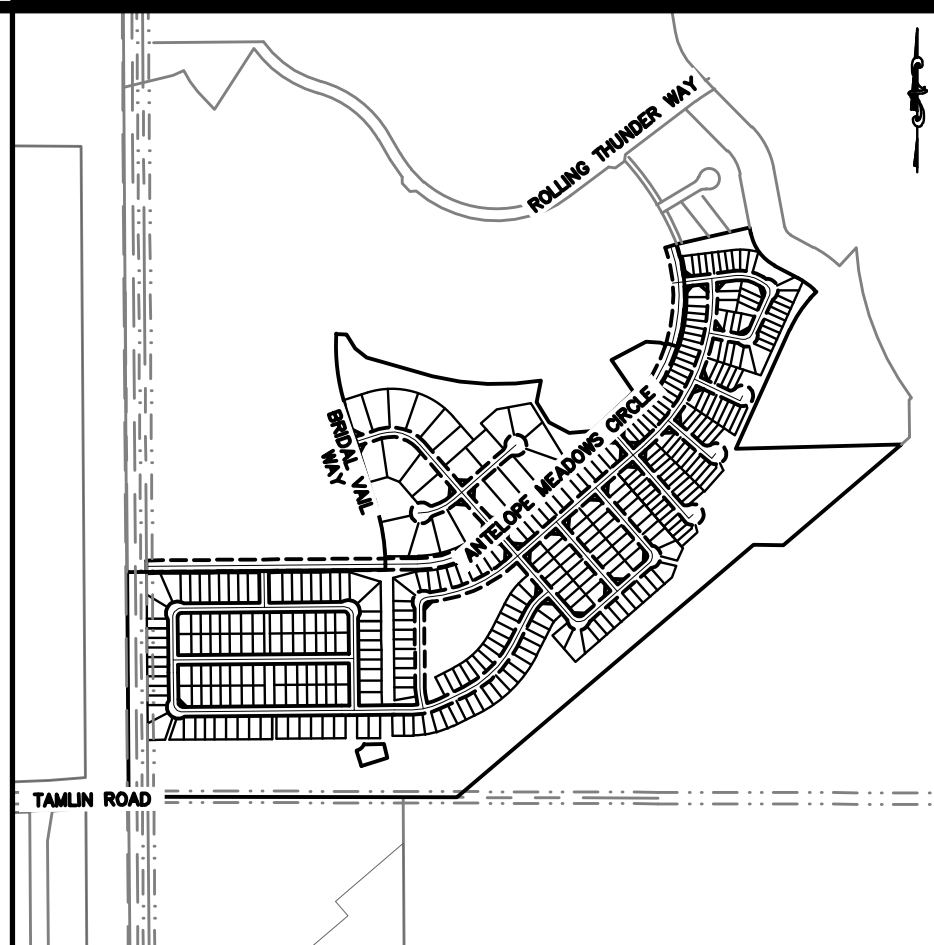 ROLLING THUNDER WAY
BRIDAL VAIL
WAY
ANTELOPE MEADOWS CIRCLE
TAMLIN ROAD